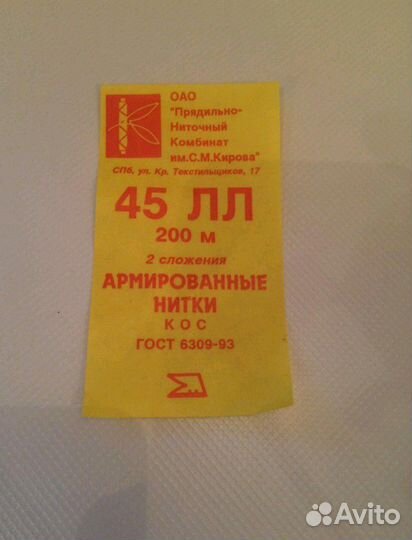 ОАО
"Прядильно-
Ниточный
Комбинат
им.С.М.Кирова"
СПб, ул. Кр. Текстильщиков, 17
45 ЛЛ
200 м
2 сложения
АРМИРОВАННЫЕ
НИТКИ
КОС
ГОСТ 6309-93
Avito